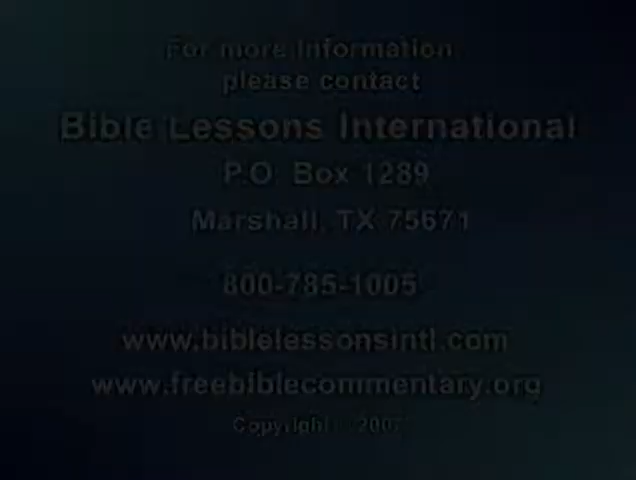 For more Information
please contact
Bible Lessons International
P.O. Box 1289
Marshall, TX 75671
800-785-1005
www.biblelessonsintl.com
www.freebiblecommentary.org
Copyright 2007